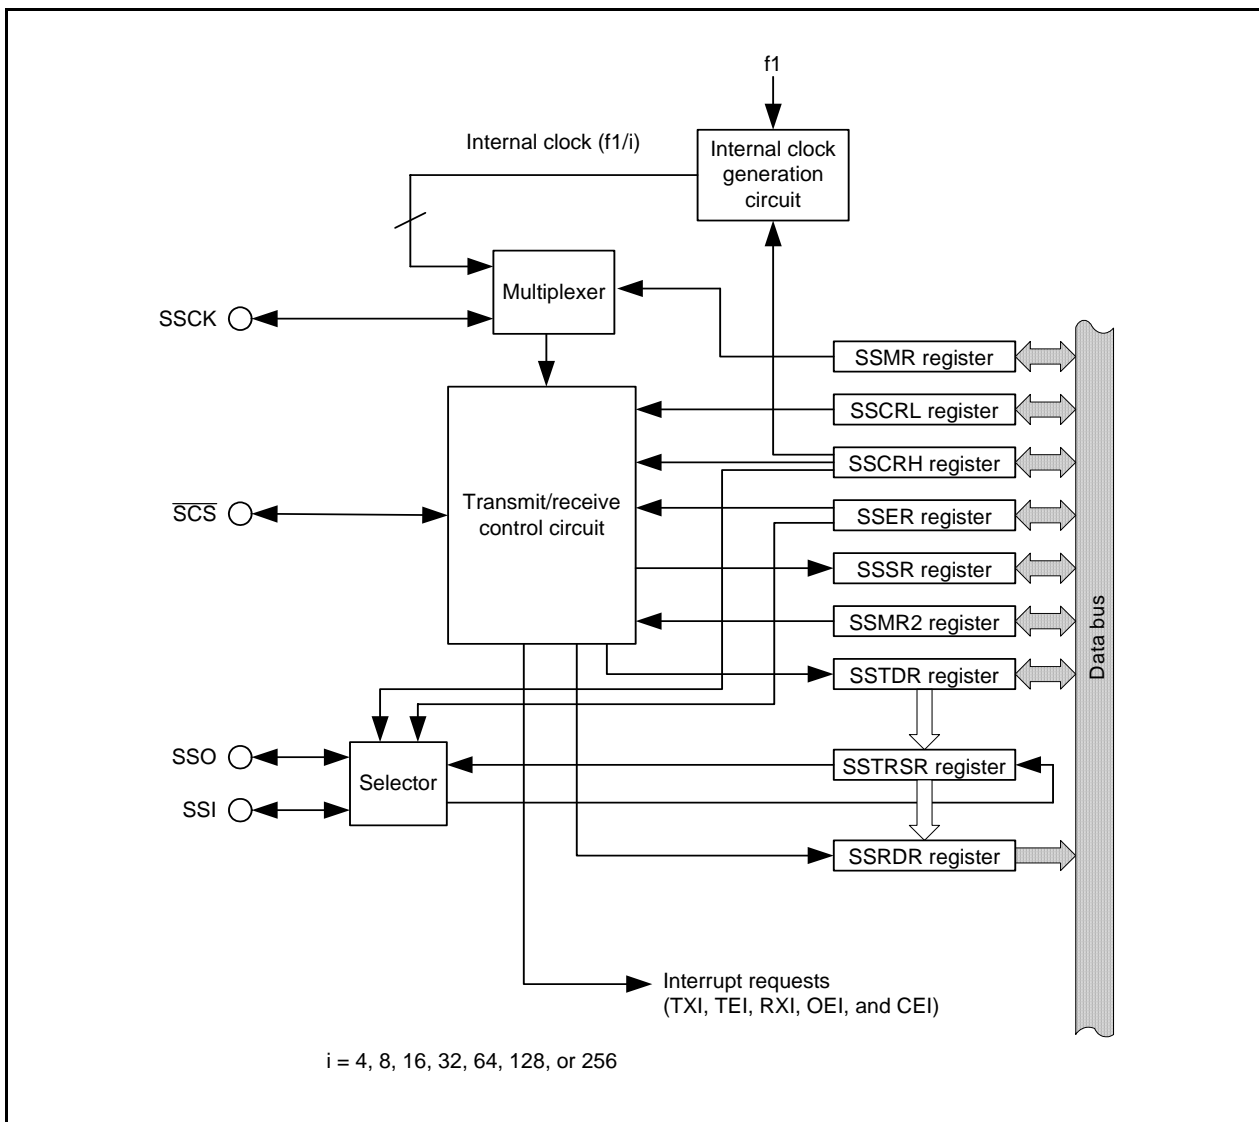 f1
Internal clock (f1/i)
Internal clock
generation
circuit
Multiplexer
SSCK
SSMR register
SSCRL register
SSCRH register
SCS
Transmit/receive
control circuit
SSER register
SSSR register
SSMR2 register
Data bus
SSTDR register
SSO
SSTRSR register
Selector
SSI
SSRDR register
Interrupt requests
(TXI, TEI, RXI, OEI, and CEI)
i = 4, 8, 16, 32, 64, 128, or 256